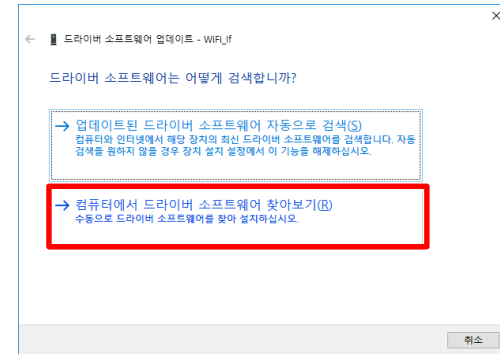 드라이버 소프트웨어 업데이트 - WiFi_If
드라이버 소프트웨어는 어떻게 검색합니까?
→ 업데이트된 드라이버 소프트웨어 자동으로 검색(S)
컴퓨터와 인터넷에서 해당 장치의 최신 드라이버 소프트웨어를 검색합니다. 자동
검색을 원하지 않을 경우 장치 설치 설정에서 이 기능을 해제하십시오.
→ 컴퓨터에서 드라이버 소프트웨어 찾아보기(R)
수동으로 드라이버 소프트웨어를 찾아 설치하십시오.
취소